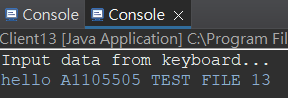 Console Console ×
Client13 [Java Application] C:\Program Fil
Input data from keyboard...
hello A1105505 TEST FILE 13